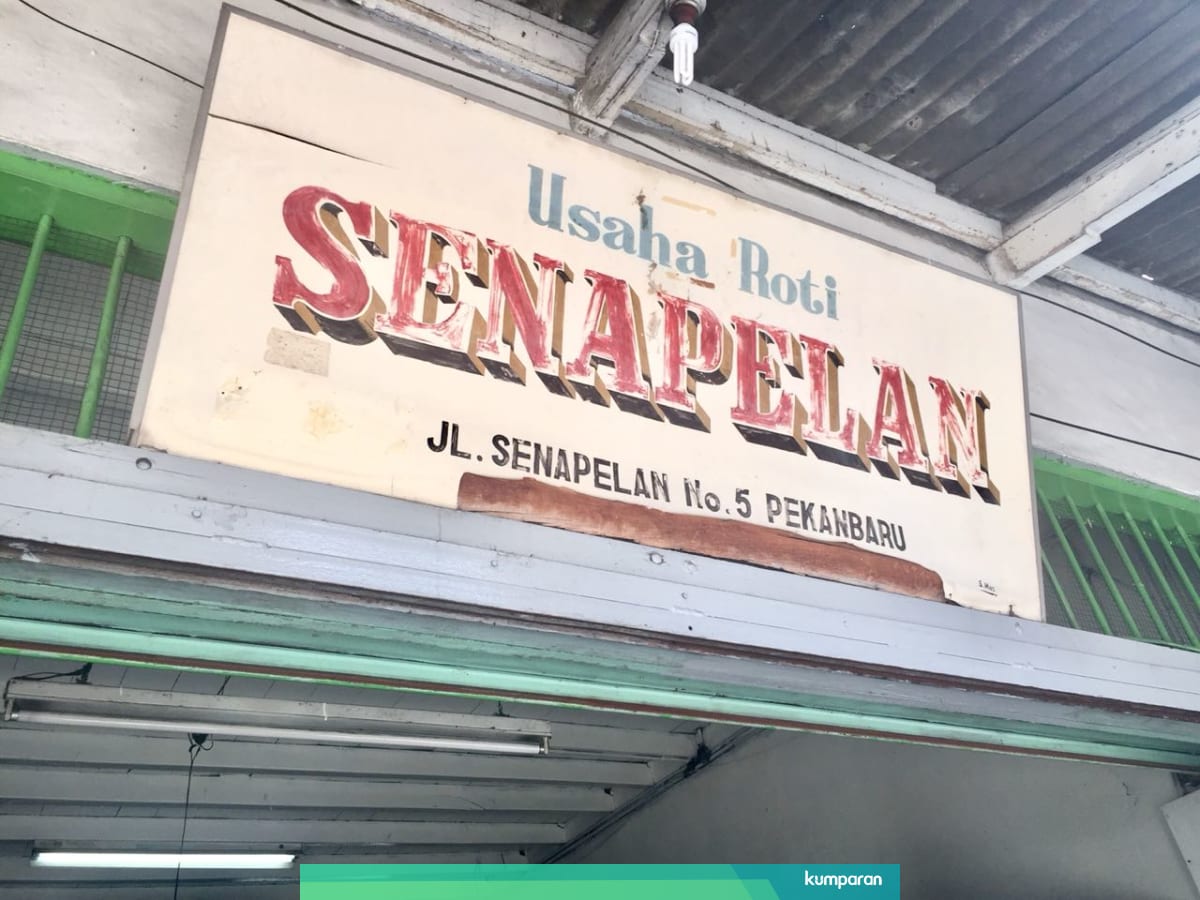 Usaha Roti
SENAPELAN
JL. SENAPELAN No. 5 PEKANBARU
kumparan